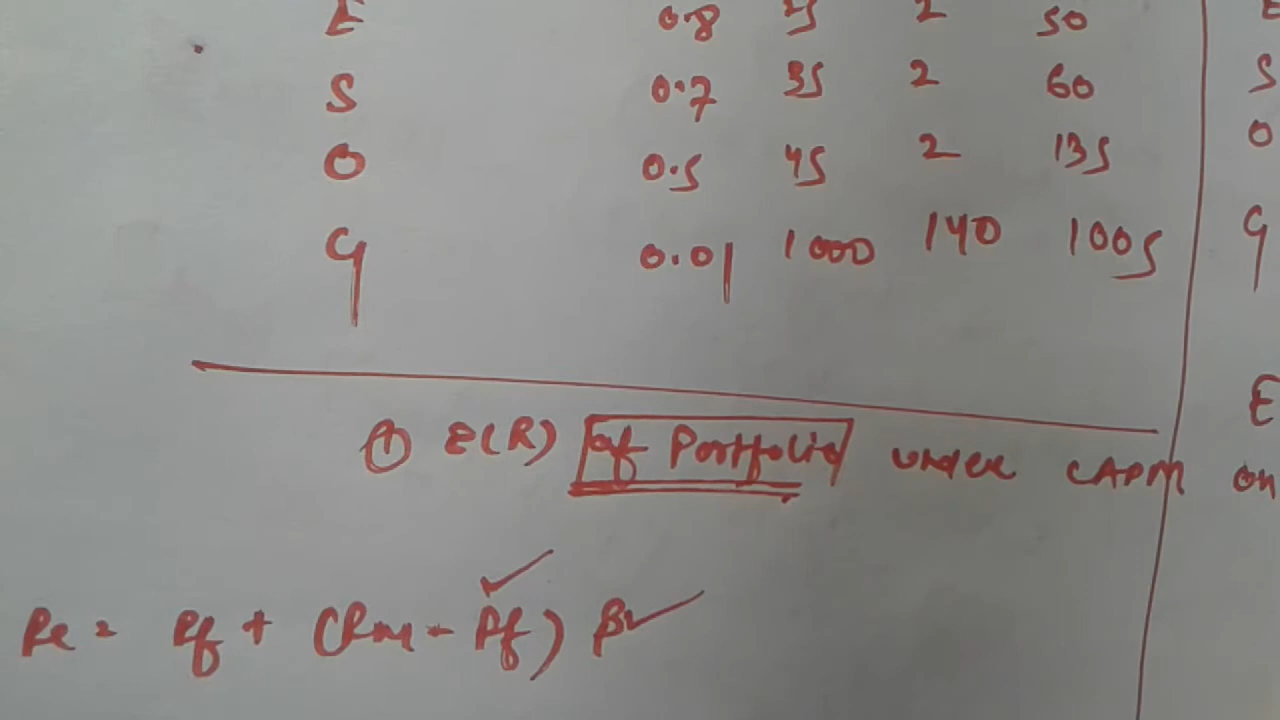 E 0.8 25 2 50 E
S 0.7 35 2 60 S
O 0.5 45 2 135 O
G 0.01 1000 140 1005 G
E
① E(R) of Portfolio under CAPM on
Re = Rf + (Rm - Rf) β